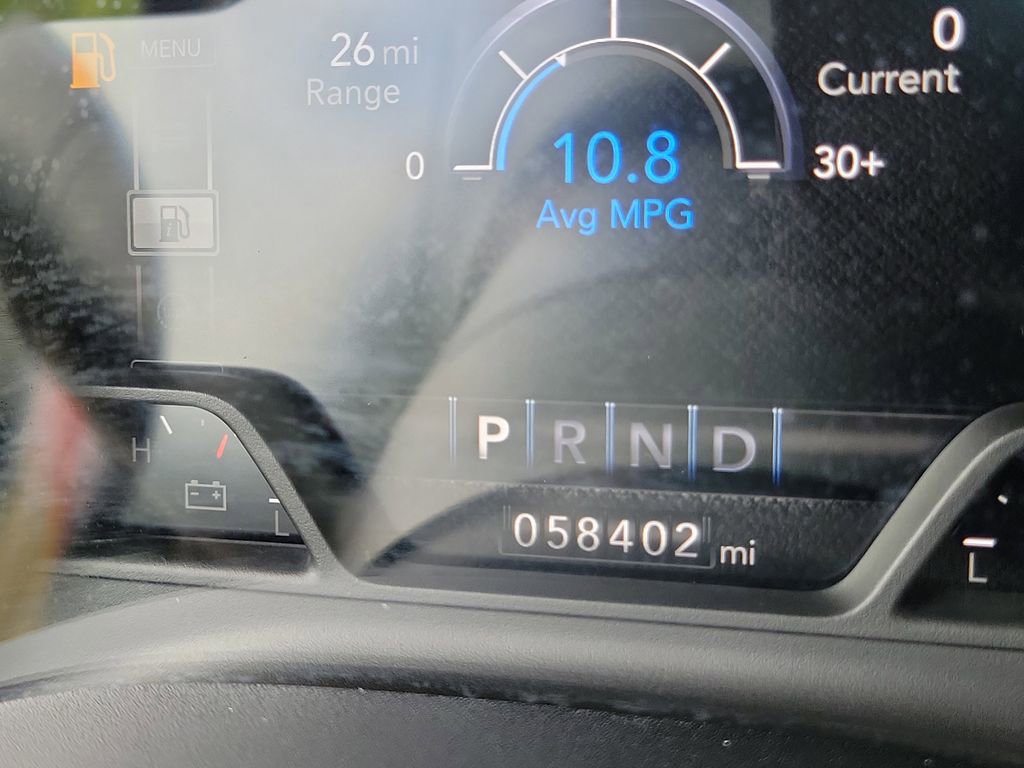 MENU
26 mi
Range
0
Current
0
30+
10.8
Avg MPG
H
L
P R N D
058402 mi
L